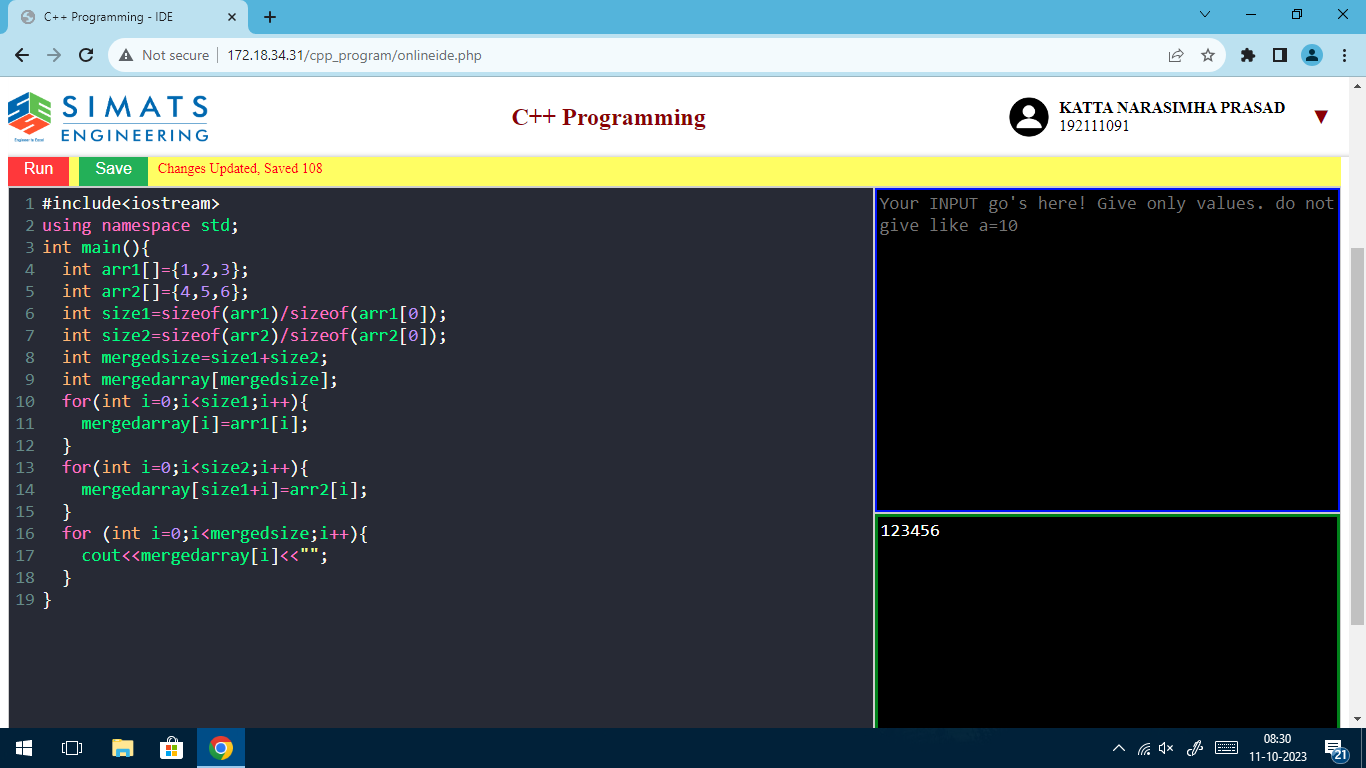 C++ Programming - IDE
Not secure
172.18.34.31/cpp_program/onlineide.php
SIMATS
ENGINEERING
Engineer to Excel
C++ Programming
KATTA NARASIMHA PRASAD
192111091
Run
Save
Changes Updated, Saved 108
1 #include<iostream>
2 using namespace std;
3 int main(){
4   int arr1[]={1,2,3};
5   int arr2[]={4,5,6};
6   int size1=sizeof(arr1)/sizeof(arr1[0]);
7   int size2=sizeof(arr2)/sizeof(arr2[0]);
8   int mergedsize=size1+size2;
9   int mergedarray[mergedsize];
10   for(int i=0;i<size1;i++){
11     mergedarray[i]=arr1[i];
12   }
13   for(int i=0;i<size2;i++){
14     mergedarray[size1+i]=arr2[i];
15   }
16   for (int i=0;i<mergedsize;i++){
17     cout<<mergedarray[i]<<"";
18   }
19 }
Your INPUT go's here! Give only values. do not
give like a=10
123456
08:30
11-10-2023
21